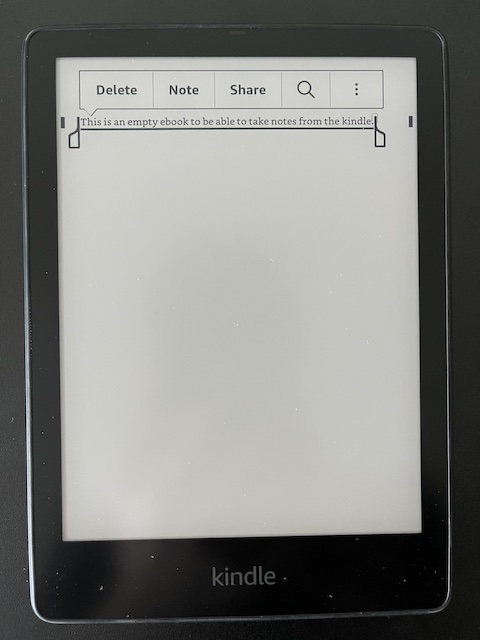 Delete Note Share
This is an empty ebook to be able to take notes from the kindle.
kindle